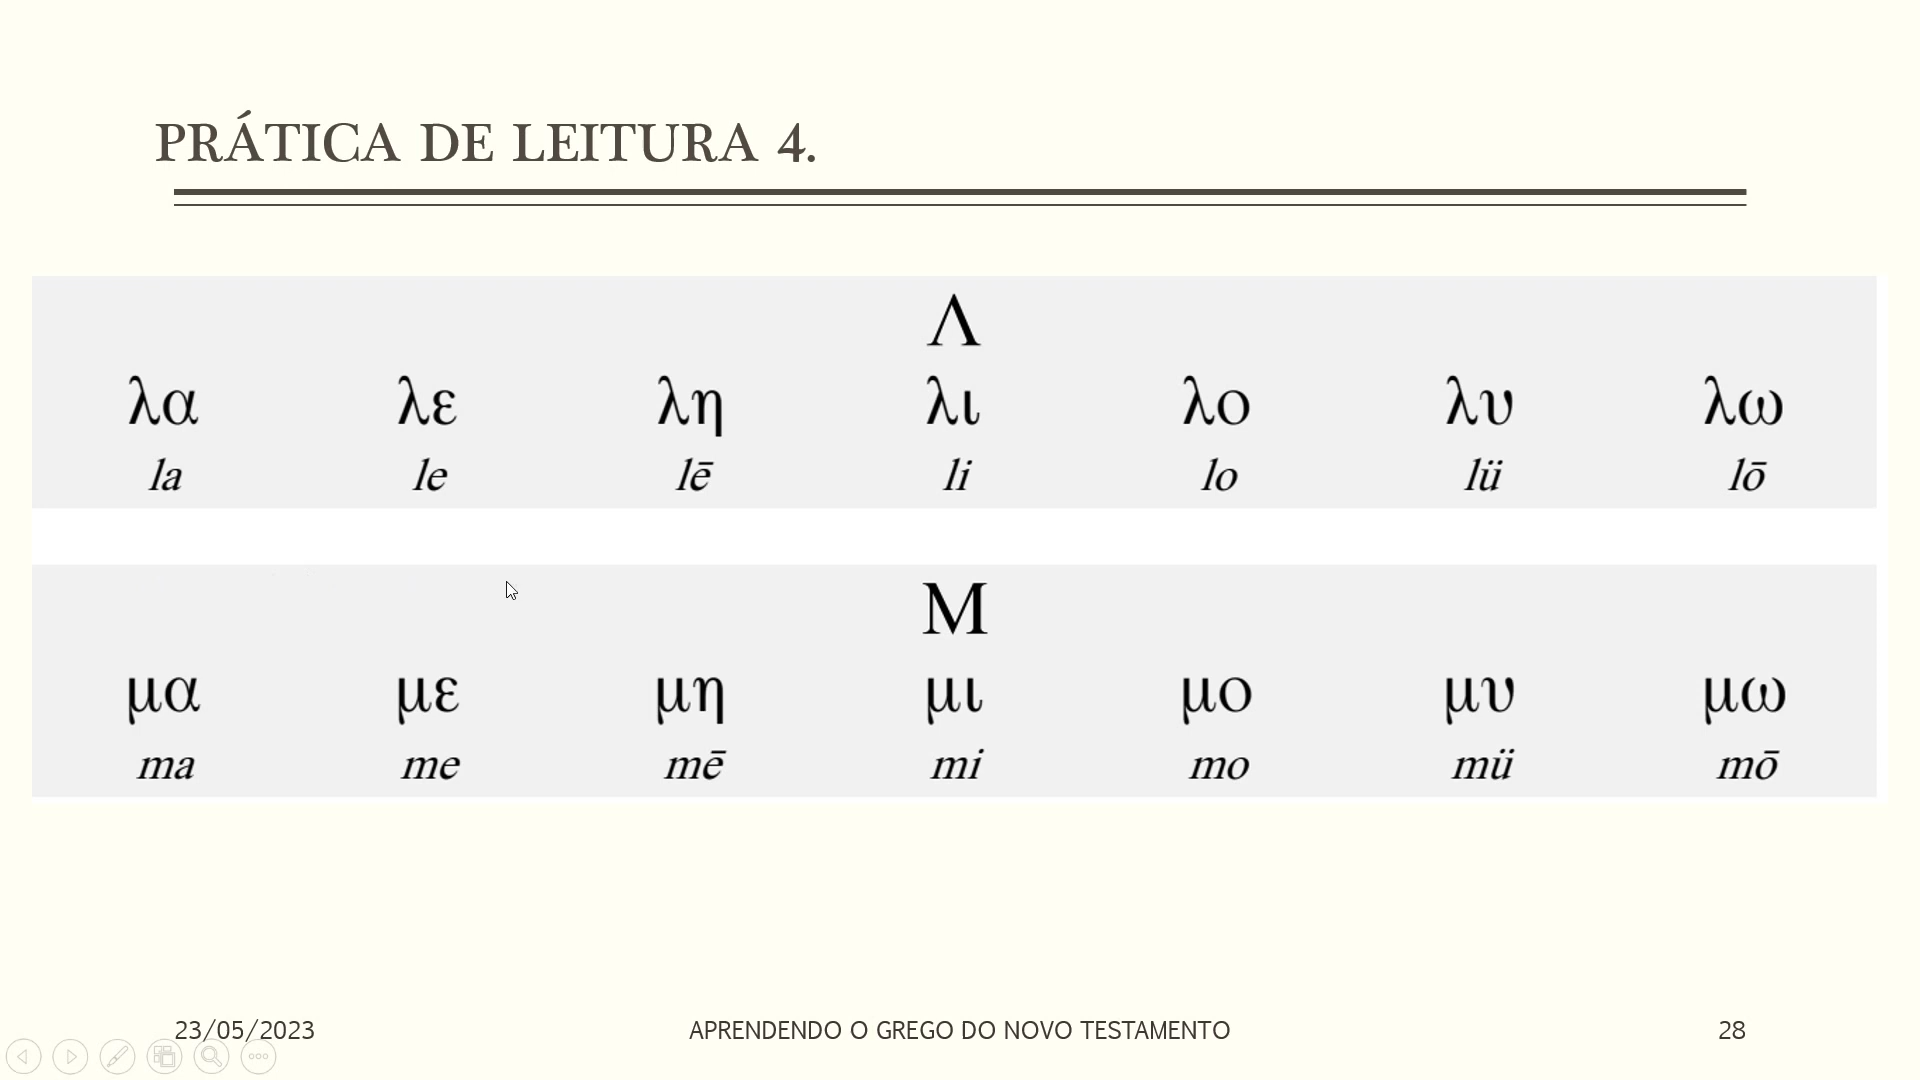 PRÁTICA DE LEITURA 4.
Λ
λα λε λη λι λο λυ λω
la le lē li lo lü lō
Μ
μα με μη μι μο μυ μω
ma me mē mi mo mü mō
23/05/2023 APRENDENDO O GREGO DO NOVO TESTAMENTO 28